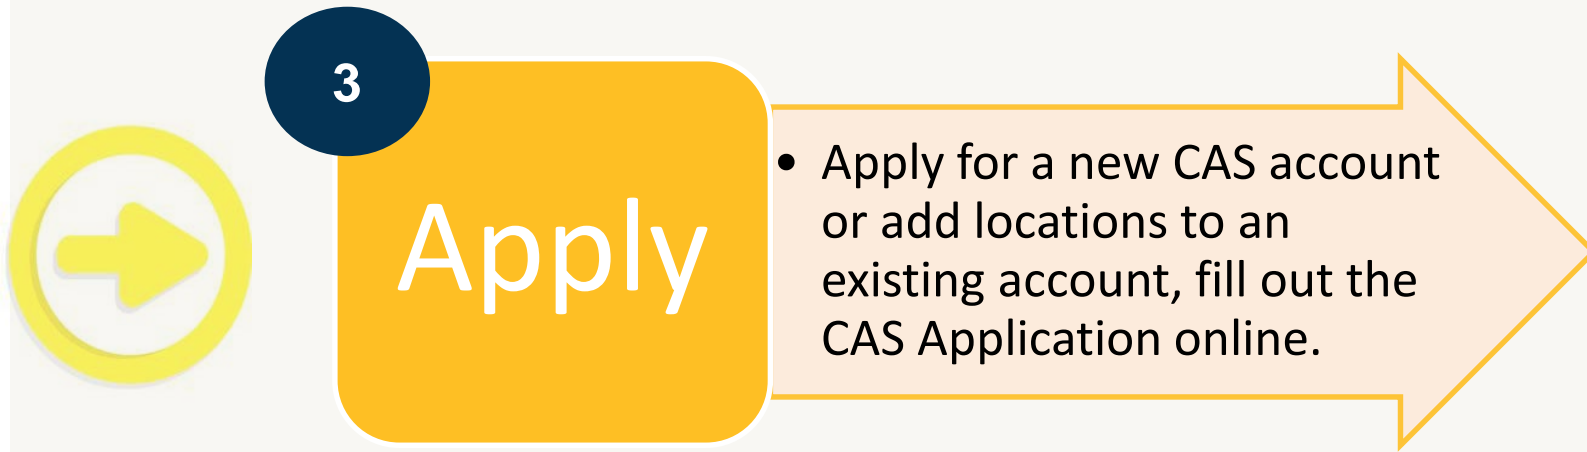 3
Apply
• Apply for a new CAS account
or add locations to an
existing account, fill out the
CAS Application online.